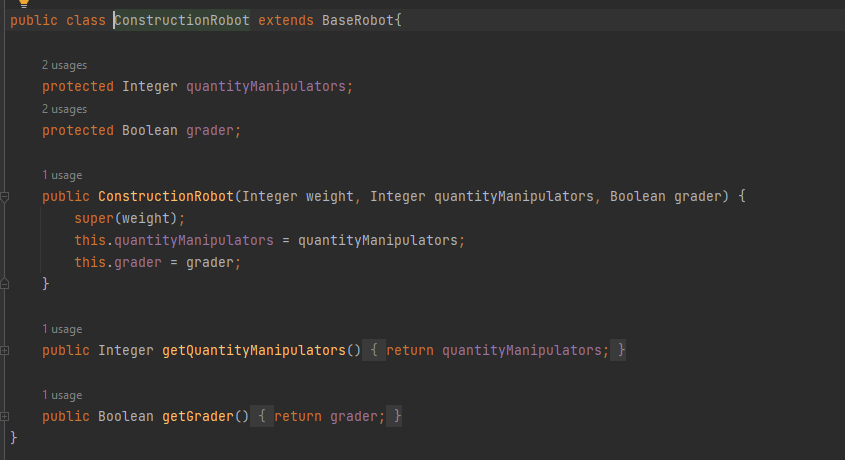 public class ConstructionRobot extends BaseRobot{
2 usages
protected Integer quantityManipulators;
2 usages
protected Boolean grader;
1 usage
public ConstructionRobot(Integer weight, Integer quantityManipulators, Boolean grader) {
super(weight);
this.quantityManipulators = quantityManipulators;
this.grader = grader;
}
1 usage
public Integer getQuantityManipulators() { return quantityManipulators; }
1 usage
public Boolean getGrader() { return grader; }
}